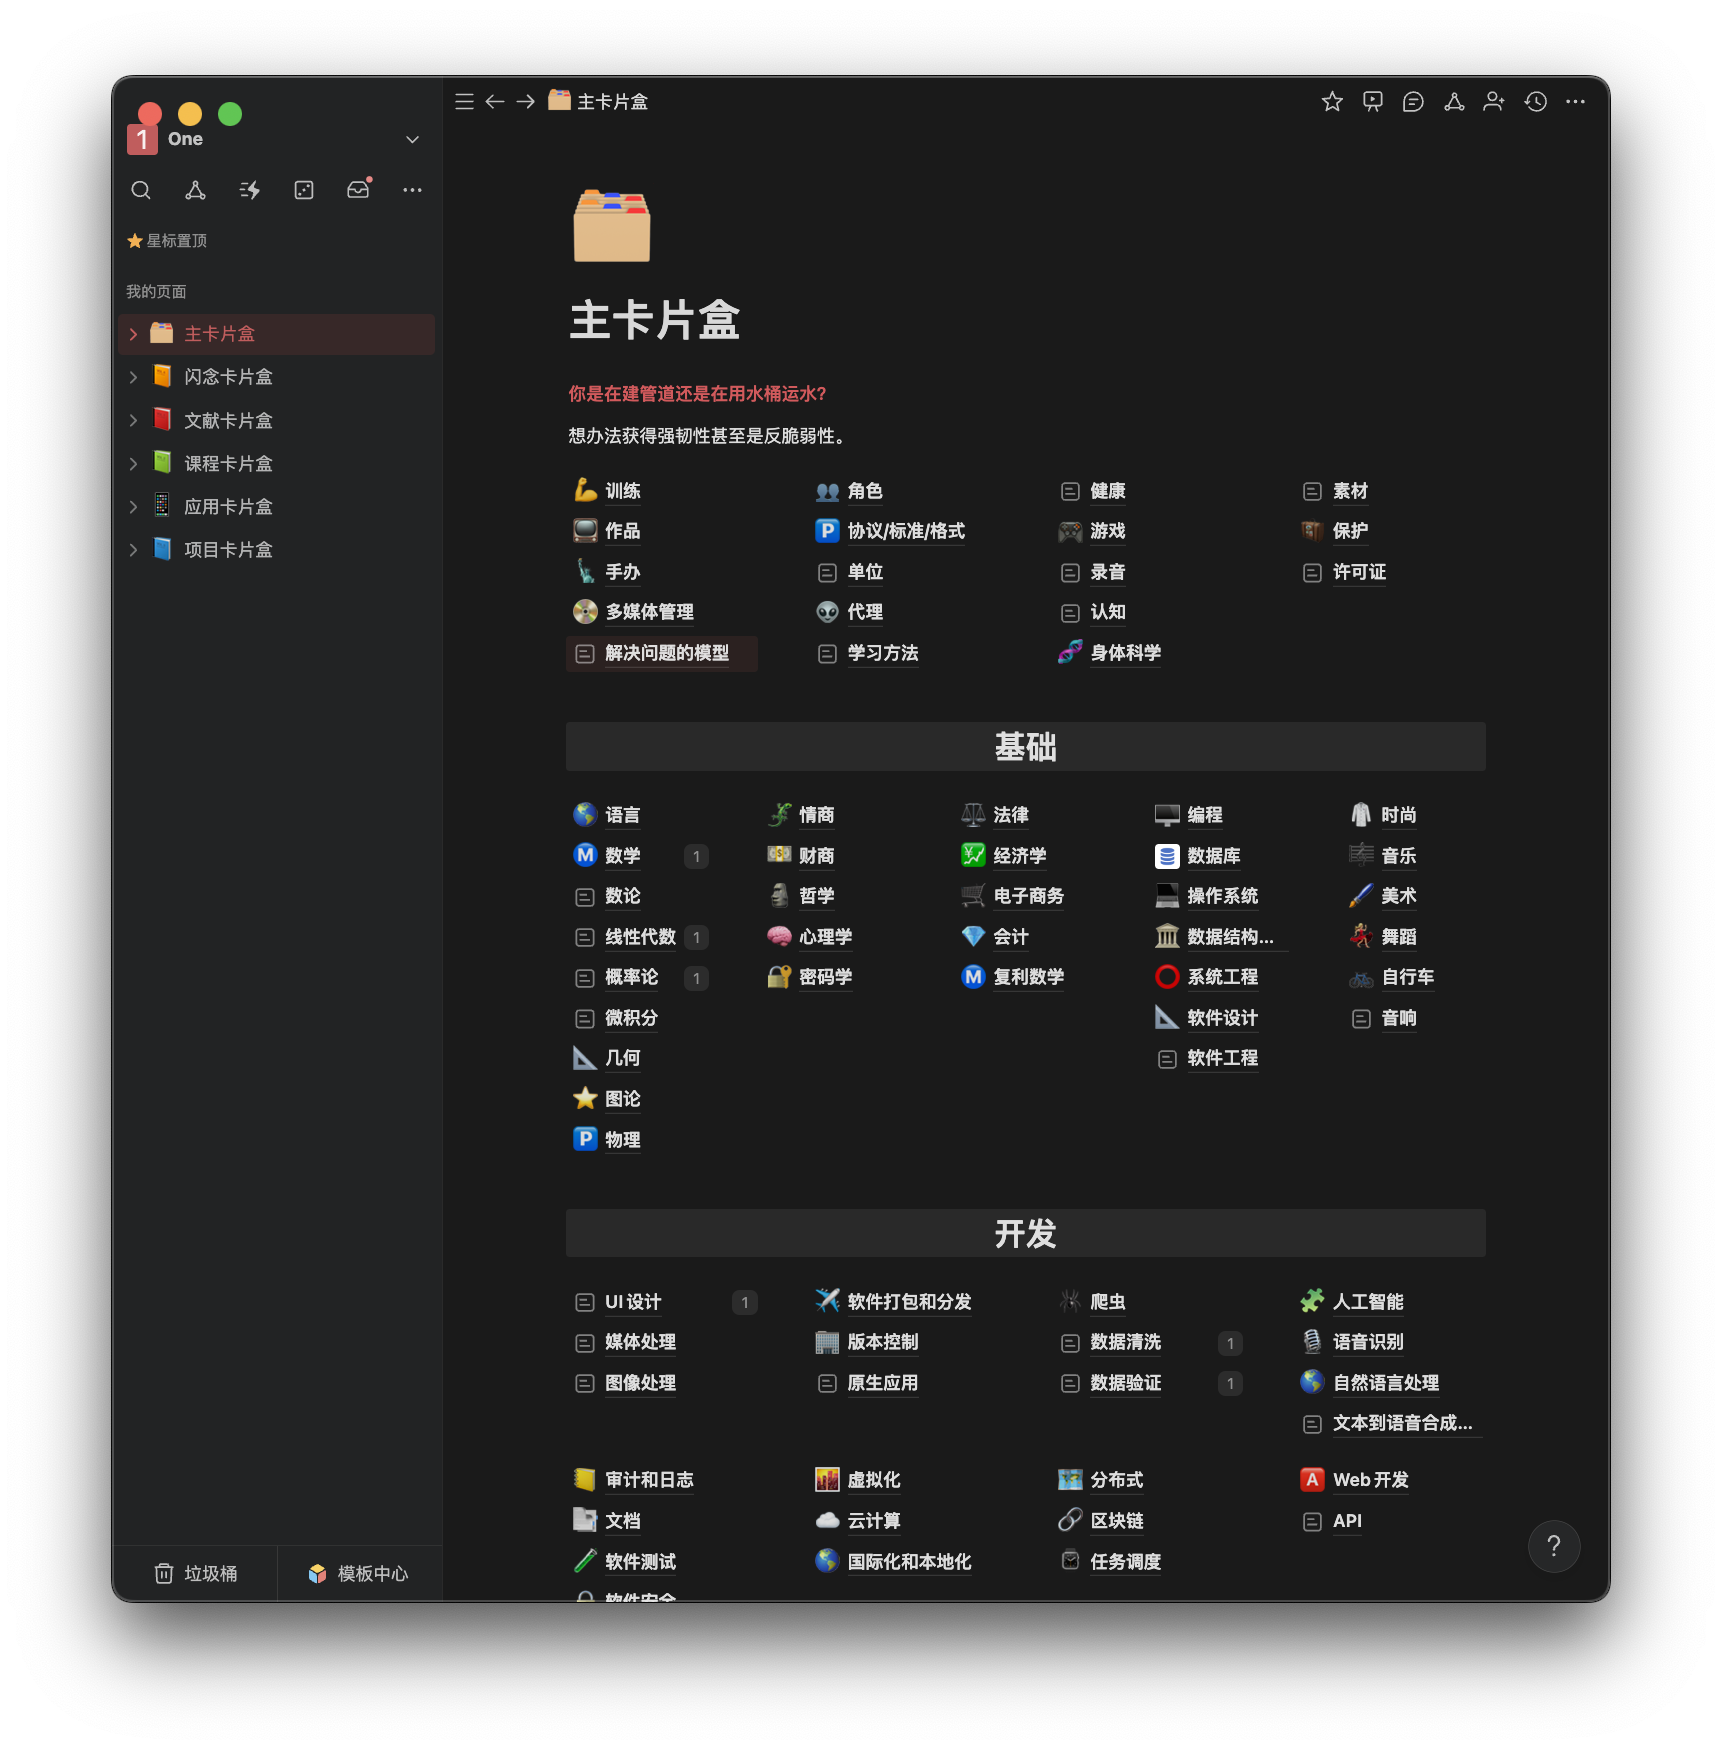 1 One
星标置顶
我的页面
主卡片盒
闪念卡片盒
文献卡片盒
课程卡片盒
应用卡片盒
项目卡片盒
垃圾桶
模板中心
主卡片盒
主卡片盒
你是在建管道还是在用水桶运水?
想办法获得强韧性甚至是反脆弱性。
训练 角色 健康 素材
作品 协议/标准/格式 游戏 保护
手办 单位 录音 许可证
多媒体管理 代理 认知
解决问题的模型 学习方法 身体科学
基础
语言 情商 法律 编程 时尚
数学 1 财商 经济学 数据库 音乐
数论 哲学 电子商务 操作系统 美术
线性代数 1 心理学 会计 数据结构... 舞蹈
概率论 1 密码学 复利数学 系统工程 自行车
微积分 软件设计 音响
几何 软件工程
图论
物理
开发
UI 设计 1 软件打包和分发 爬虫 人工智能
媒体处理 版本控制 数据清洗 1 语音识别
图像处理 原生应用 数据验证 1 自然语言处理
文本到语音合成...
审计和日志 虚拟化 分布式 Web 开发
文档 云计算 区块链 API
软件测试 国际化和本地化 任务调度
软件安全
?